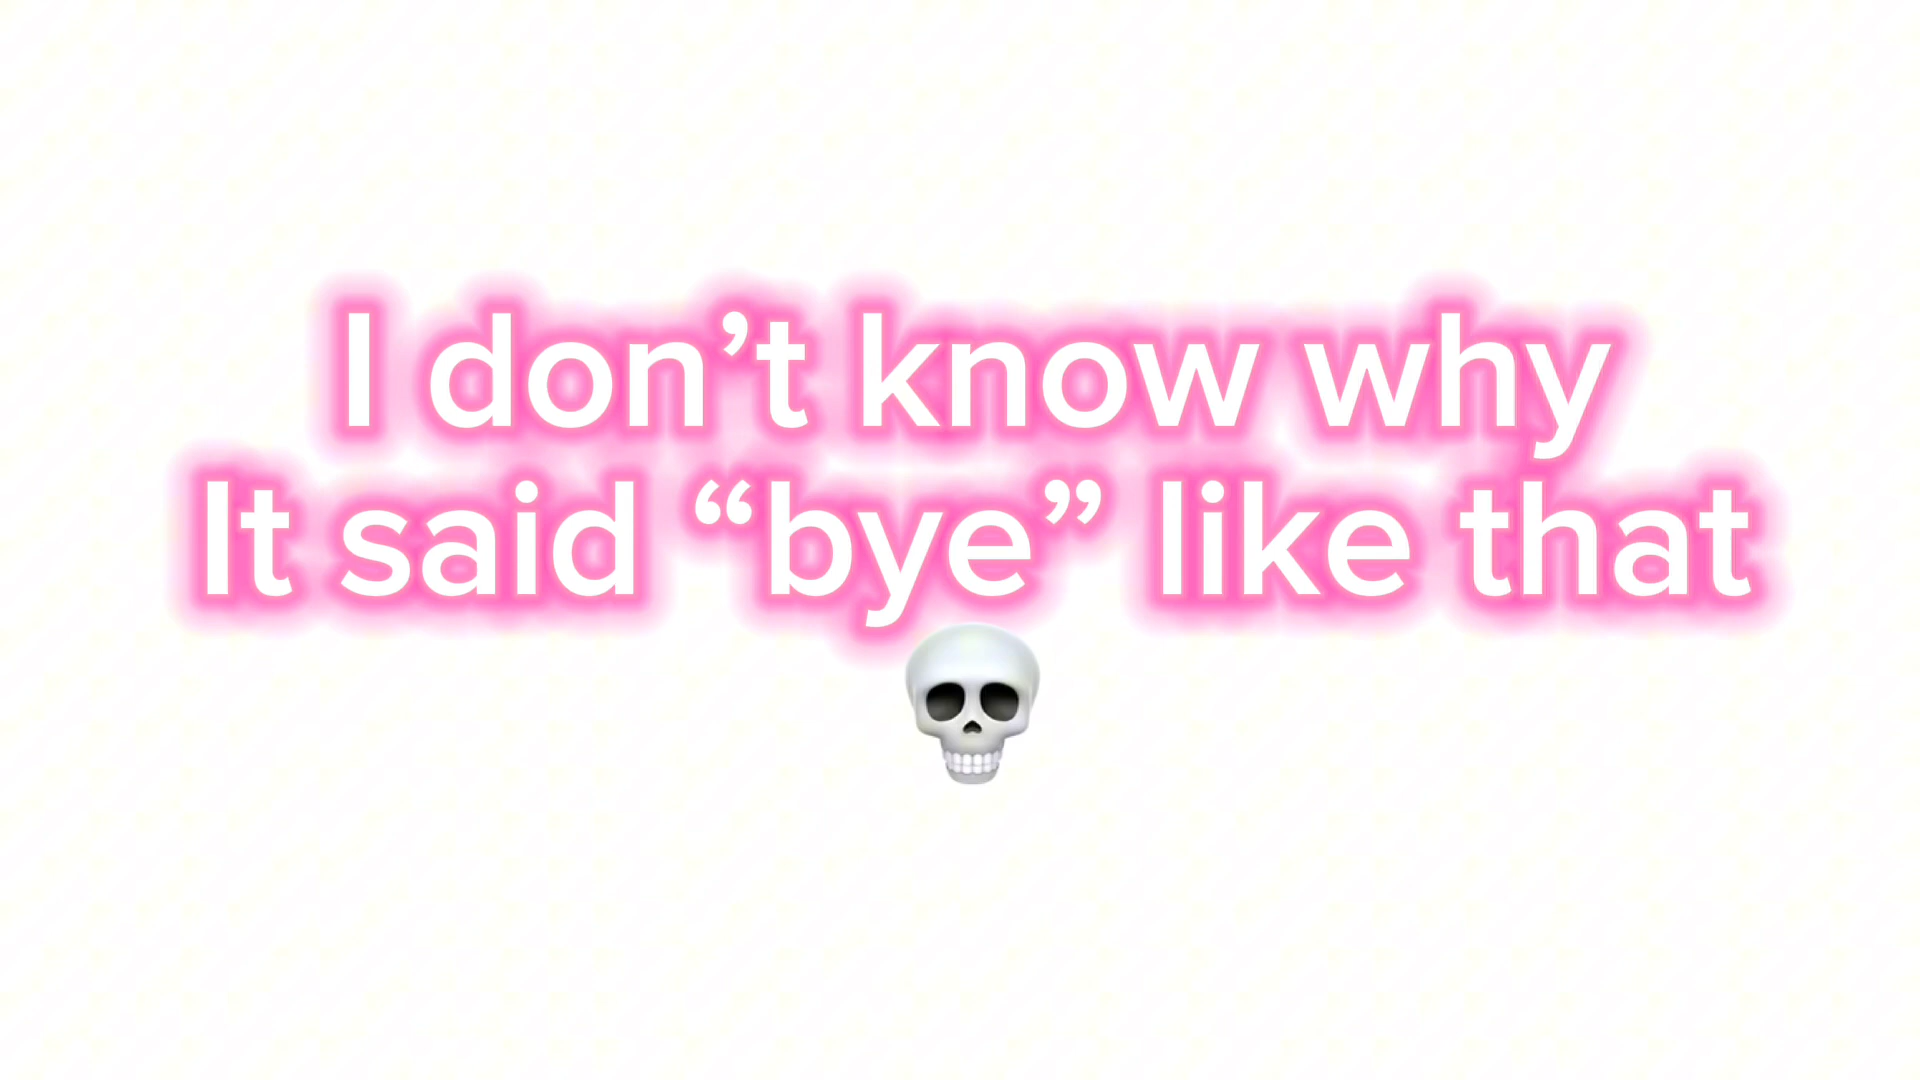 I don’t know why
It said “bye” like that
💀